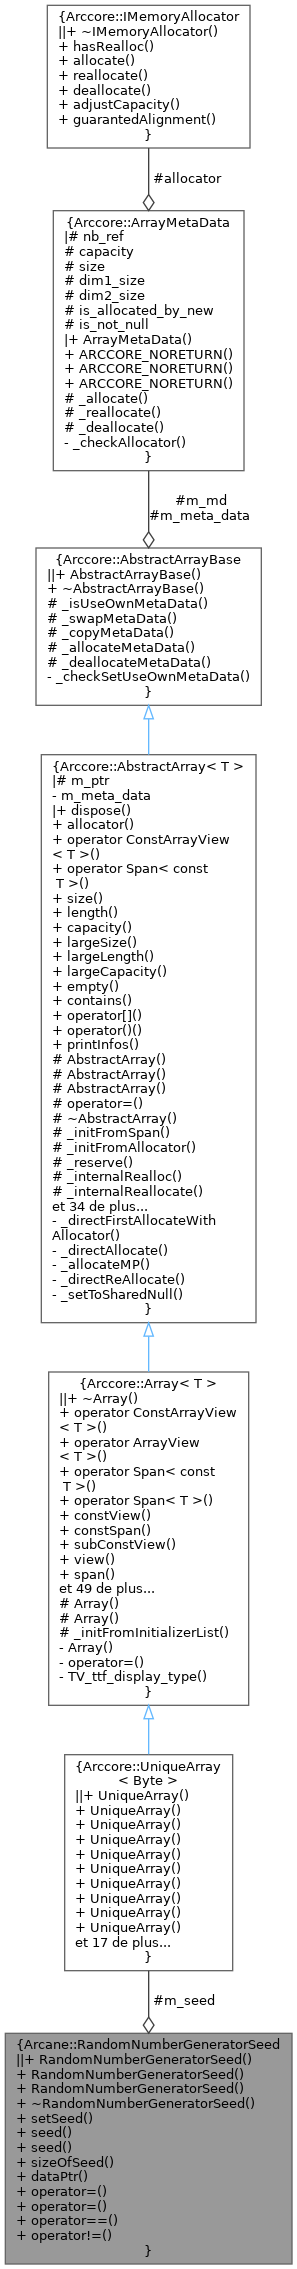 {Arccore::IMemoryAllocator
||+ ~IMemoryAllocator()
+ hasRealloc()
+ allocate()
+ reallocate()
+ deallocate()
+ adjustCapacity()
+ guarantedAlignment()
}
#allocator
{Arccore::ArrayMetaData
|# nb_ref
# capacity
# size
# dim1_size
# dim2_size
# is_allocated_by_new
# is_not_null
|+ ArrayMetaData()
+ ARCCORE_NORETURN()
+ ARCCORE_NORETURN()
+ ARCCORE_NORETURN()
# _allocate()
# _reallocate()
# _deallocate()
- _checkAllocator()
}
#m_md
#m_meta_data
{Arccore::AbstractArrayBase
||+ AbstractArrayBase()
+ ~AbstractArrayBase()
# _isUseOwnMetaData()
# _swapMetaData()
# _copyMetaData()
# _allocateMetaData()
# _deallocateMetaData()
- _checkSetUseOwnMetaData()
}
{Arccore::AbstractArray< T >
|# m_ptr
- m_meta_data
|+ dispose()
+ allocator()
+ operator ConstArrayView
< T >()
+ operator Span< const
T >()
+ size()
+ length()
+ capacity()
+ largeSize()
+ largeLength()
+ largeCapacity()
+ empty()
+ contains()
+ operator[]()
+ operator()()
+ printInfos()
# AbstractArray()
# AbstractArray()
# AbstractArray()
# operator=()
# ~AbstractArray()
# _initFromSpan()
# _initFromAllocator()
# _reserve()
# _internalRealloc()
# _internalReallocate()
et 34 de plus...
- _directFirstAllocateWith
Allocator()
- _directAllocate()
- _allocateMP()
- _directReAllocate()
- _setToSharedNull()
}
{Arccore::Array< T >
||+ ~Array()
+ operator ConstArrayView
< T >()
+ operator ArrayView
< T >()
+ operator Span< const
T >()
+ operator Span< T >()
+ constView()
+ constSpan()
+ subConstView()
+ view()
+ span()
et 49 de plus...
# Array()
# Array()
# _initFromInitializerList()
- Array()
- operator=()
- TV_ttf_display_type()
}
{Arccore::UniqueArray
< Byte >
||+ UniqueArray()
+ UniqueArray()
+ UniqueArray()
+ UniqueArray()
+ UniqueArray()
+ UniqueArray()
+ UniqueArray()
+ UniqueArray()
+ UniqueArray()
+ UniqueArray()
et 17 de plus...
}
#m_seed
{Arcane::RandomNumberGeneratorSeed
||+ RandomNumberGeneratorSeed()
+ RandomNumberGeneratorSeed()
+ RandomNumberGeneratorSeed()
+ ~RandomNumberGeneratorSeed()
+ setSeed()
+ seed()
+ seed()
+ sizeOfSeed()
+ dataPtr()
+ operator=()
+ operator=()
+ operator==()
+ operator!=()
}